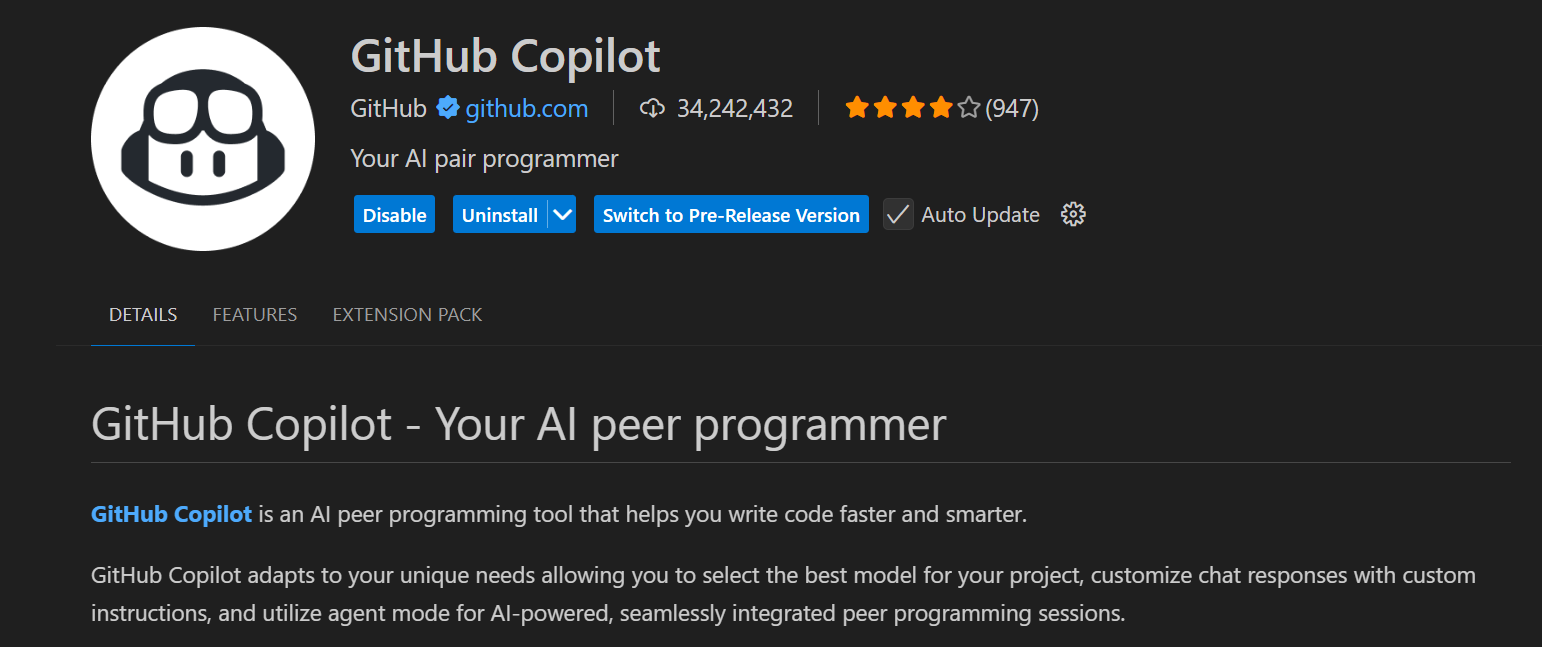 GitHub Copilot
GitHub github.com 34,242,432 (947)
Your AI pair programmer
Disable Uninstall Switch to Pre-Release Version Auto Update
DETAILS FEATURES EXTENSION PACK
GitHub Copilot - Your AI peer programmer
GitHub Copilot is an AI peer programming tool that helps you write code faster and smarter.
GitHub Copilot adapts to your unique needs allowing you to select the best model for your project, customize chat responses with custom
instructions, and utilize agent mode for AI-powered, seamlessly integrated peer programming sessions.